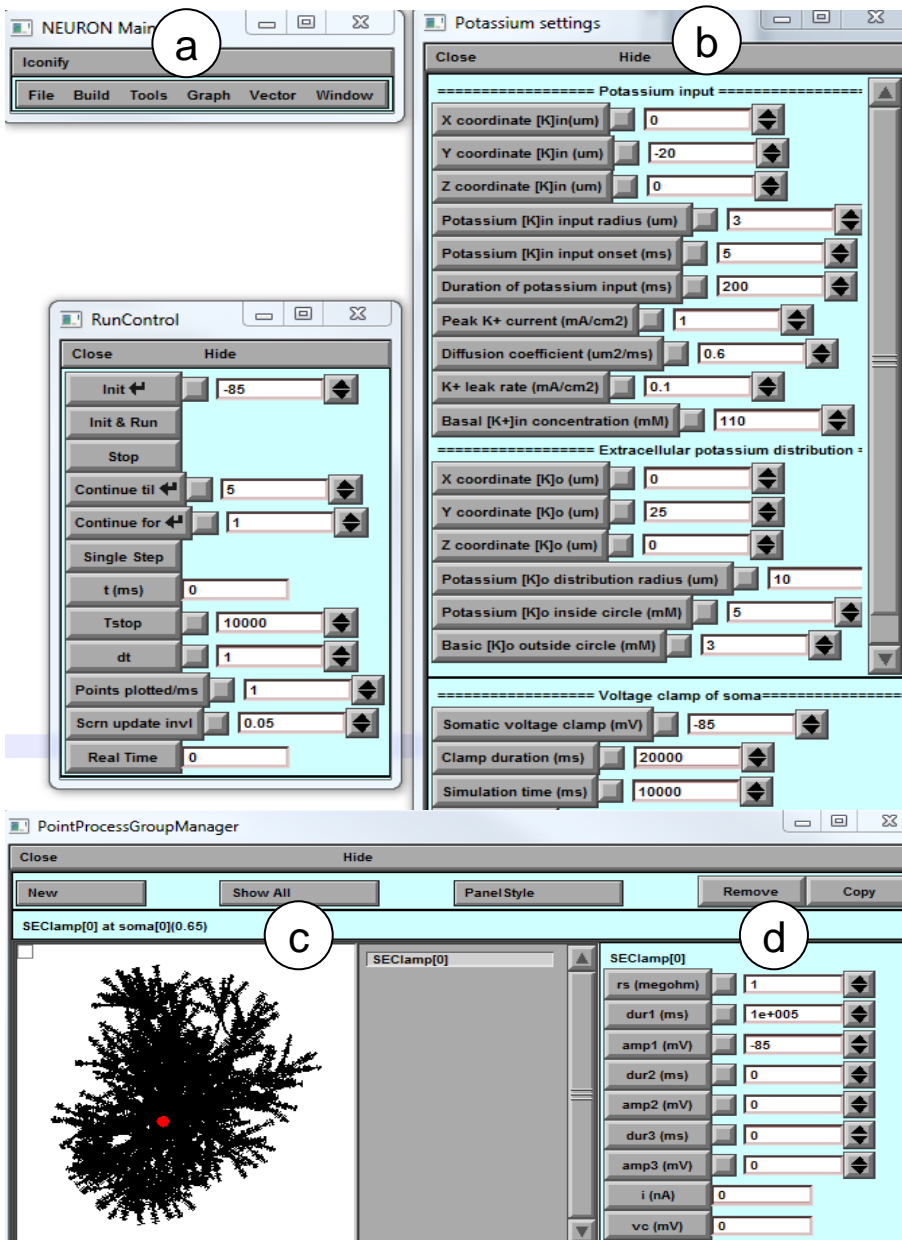 NEURON Main
a
Iconify
File Build Tools Graph Vector Window
RunControl
Close Hide
Init -85
Init & Run
Stop
Continue til 5
Continue for 1
Single Step
t (ms) 0
Tstop 10000
dt 1
Points plotted/ms 1
Scrn update invl 0.05
Real Time 0
Potassium settings
b
Close Hide
================== Potassium input =================
X coordinate [K]in(um) 0
Y coordinate [K]in (um) -20
Z coordinate [K]in (um) 0
Potassium [K]in input radius (um) 3
Potassium [K]in input onset (ms) 5
Duration of potassium input (ms) 200
Peak K+ current (mA/cm2) 1
Diffusion coefficient (um2/ms) 0.6
K+ leak rate (mA/cm2) 0.1
Basal [K+]in concentration (mM) 110
================== Extracellular potassium distribution =
X coordinate [K]o (um) 0
Y coordinate [K]o (um) 25
Z coordinate [K]o (um) 0
Potassium [K]o distribution radius (um) 10
Potassium [K]o inside circle (mM) 5
Basic [K]o outside circle (mM) 3
================== Voltage clamp of soma==================
Somatic voltage clamp (mV) -85
Clamp duration (ms) 20000
Simulation time (ms) 10000
PointProcessGroupManager
Close Hide
New Show All PanelStyle Remove Copy
SEClamp[0] at soma[0](0.65)
c
d
SEClamp[0]
SEClamp[0]
rs (megohm) 1
dur1 (ms) 1e+005
amp1 (mV) -85
dur2 (ms) 0
amp2 (mV) 0
dur3 (ms) 0
amp3 (mV) 0
i (nA) 0
vc (mV) 0